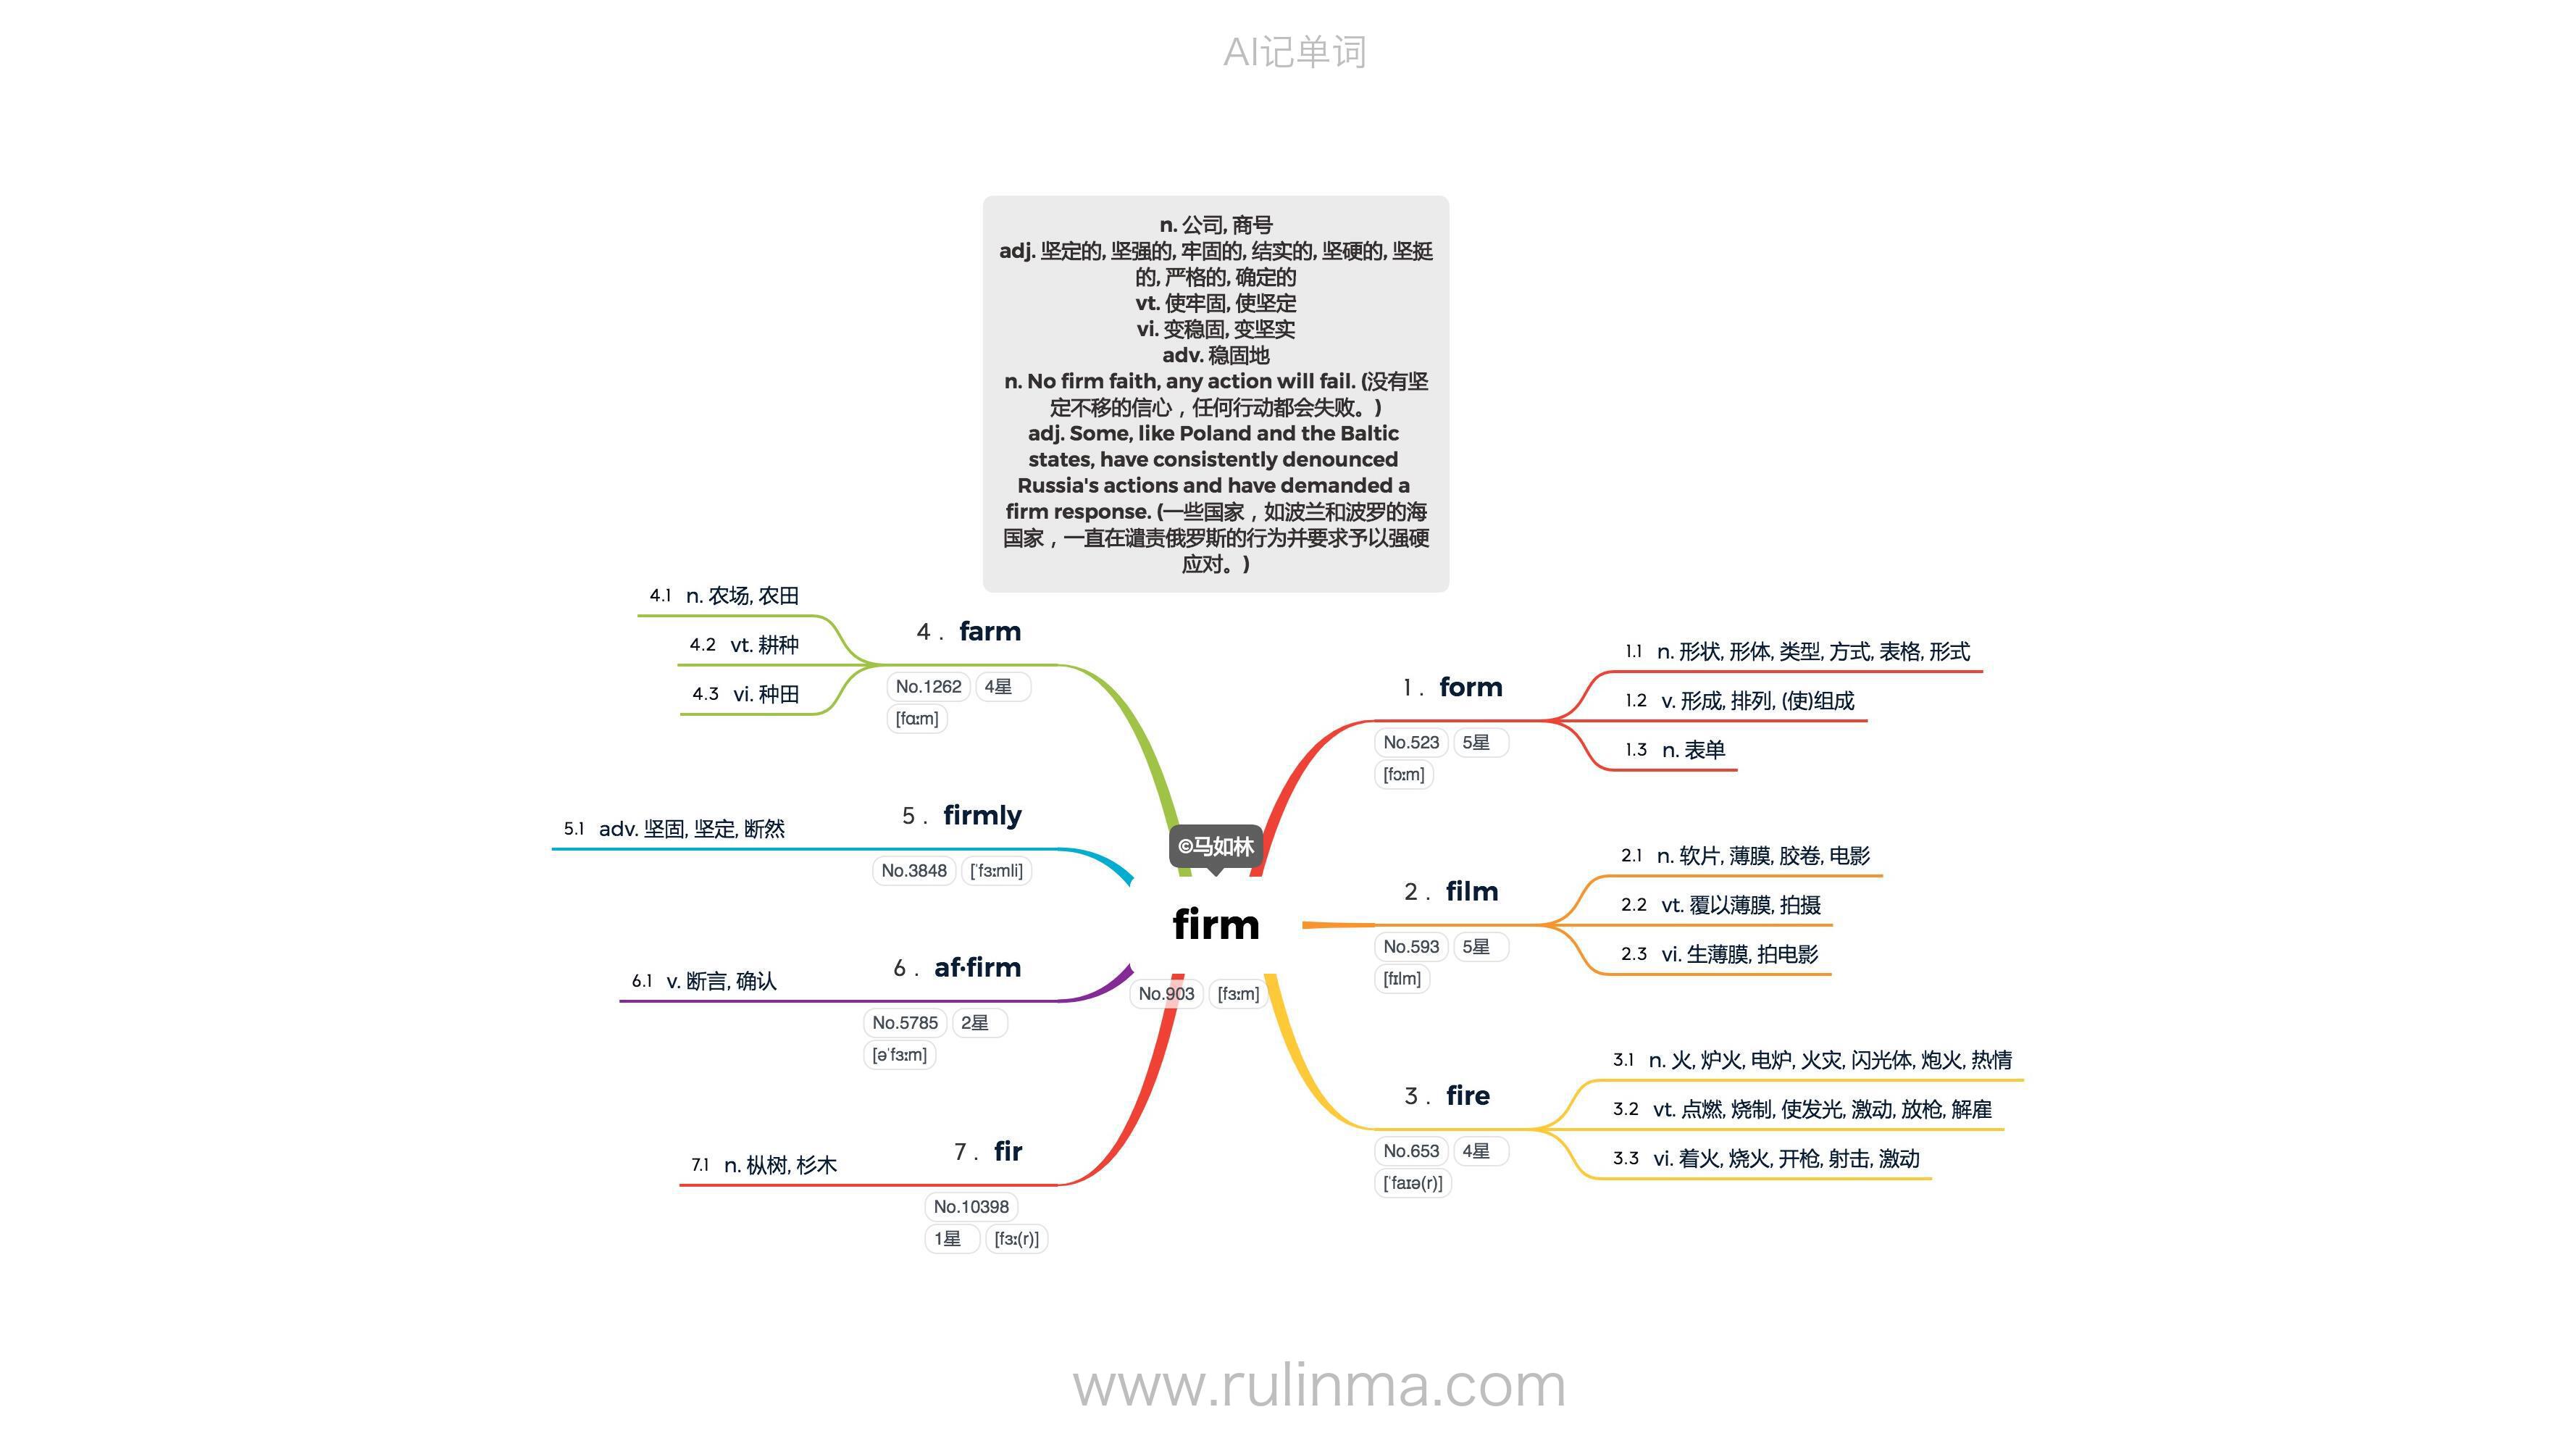 AI记单词
n. 公司, 商号
adj. 坚定的, 坚强的, 牢固的, 结实的, 坚硬的, 坚挺
的, 严格的, 确定的
vt. 使牢固, 使坚定
vi. 变稳固, 变坚实
adv. 稳固地
n. No firm faith, any action will fail. (没有坚
定不移的信心，任何行动都会失败。)
adj. Some, like Poland and the Baltic
states, have consistently denounced
Russia's actions and have demanded a
firm response. (一些国家，如波兰和波罗的海
国家，一直在谴责俄罗斯的行为并要求予以强硬
应对。)
©马如林
firm
No.903 [fɜːm]
1. form
No.523 5星
[fɔːm]
1.1 n. 形状, 形体, 类型, 方式, 表格, 形式
1.2 v. 形成, 排列, (使)组成
1.3 n. 表单
2. film
No.593 5星
[fɪlm]
2.1 n. 软片, 薄膜, 胶卷, 电影
2.2 vt. 覆以薄膜, 拍摄
2.3 vi. 生薄膜, 拍电影
3. fire
No.653 4星
[ˈfaɪə(r)]
3.1 n. 火, 炉火, 电炉, 火灾, 闪光体, 炮火, 热情
3.2 vt. 点燃, 烧制, 使发光, 激动, 放枪, 解雇
3.3 vi. 着火, 烧火, 开枪, 射击, 激动
4. farm
No.1262 4星
[fɑːm]
4.1 n. 农场, 农田
4.2 vt. 耕种
4.3 vi. 种田
5. firmly
No.3848 [ˈfɜːmli]
5.1 adv. 坚固, 坚定, 断然
6. af·firm
No.5785 2星
[əˈfɜːm]
6.1 v. 断言, 确认
7. fir
No.10398
1星 [fɜː(r)]
7.1 n. 枞树, 杉木
www.rulinma.com